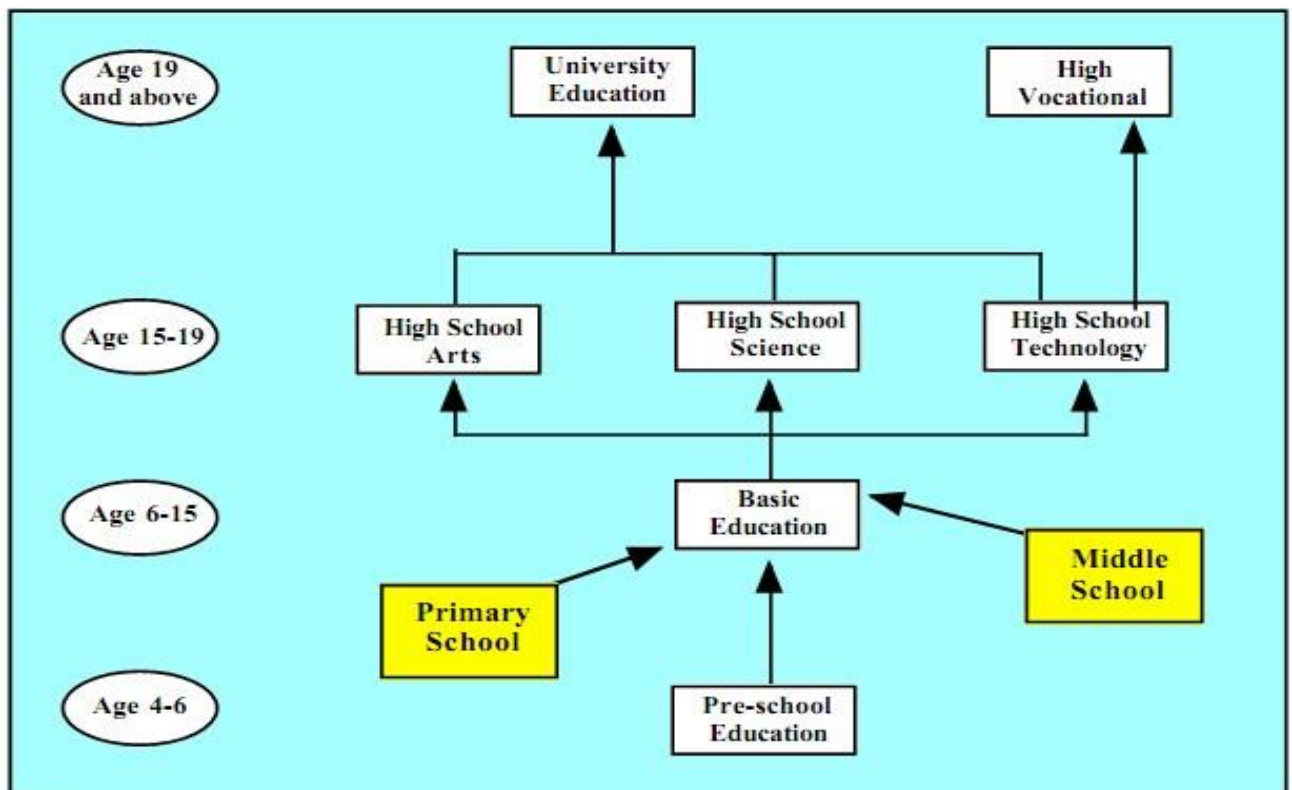 Age 19
and above
University
Education
High
Vocational
Age 15-19
High School
Arts
High School
Science
High School
Technology
Age 6-15
Basic
Education
Middle
School
Primary
School
Age 4-6
Pre-school
Education